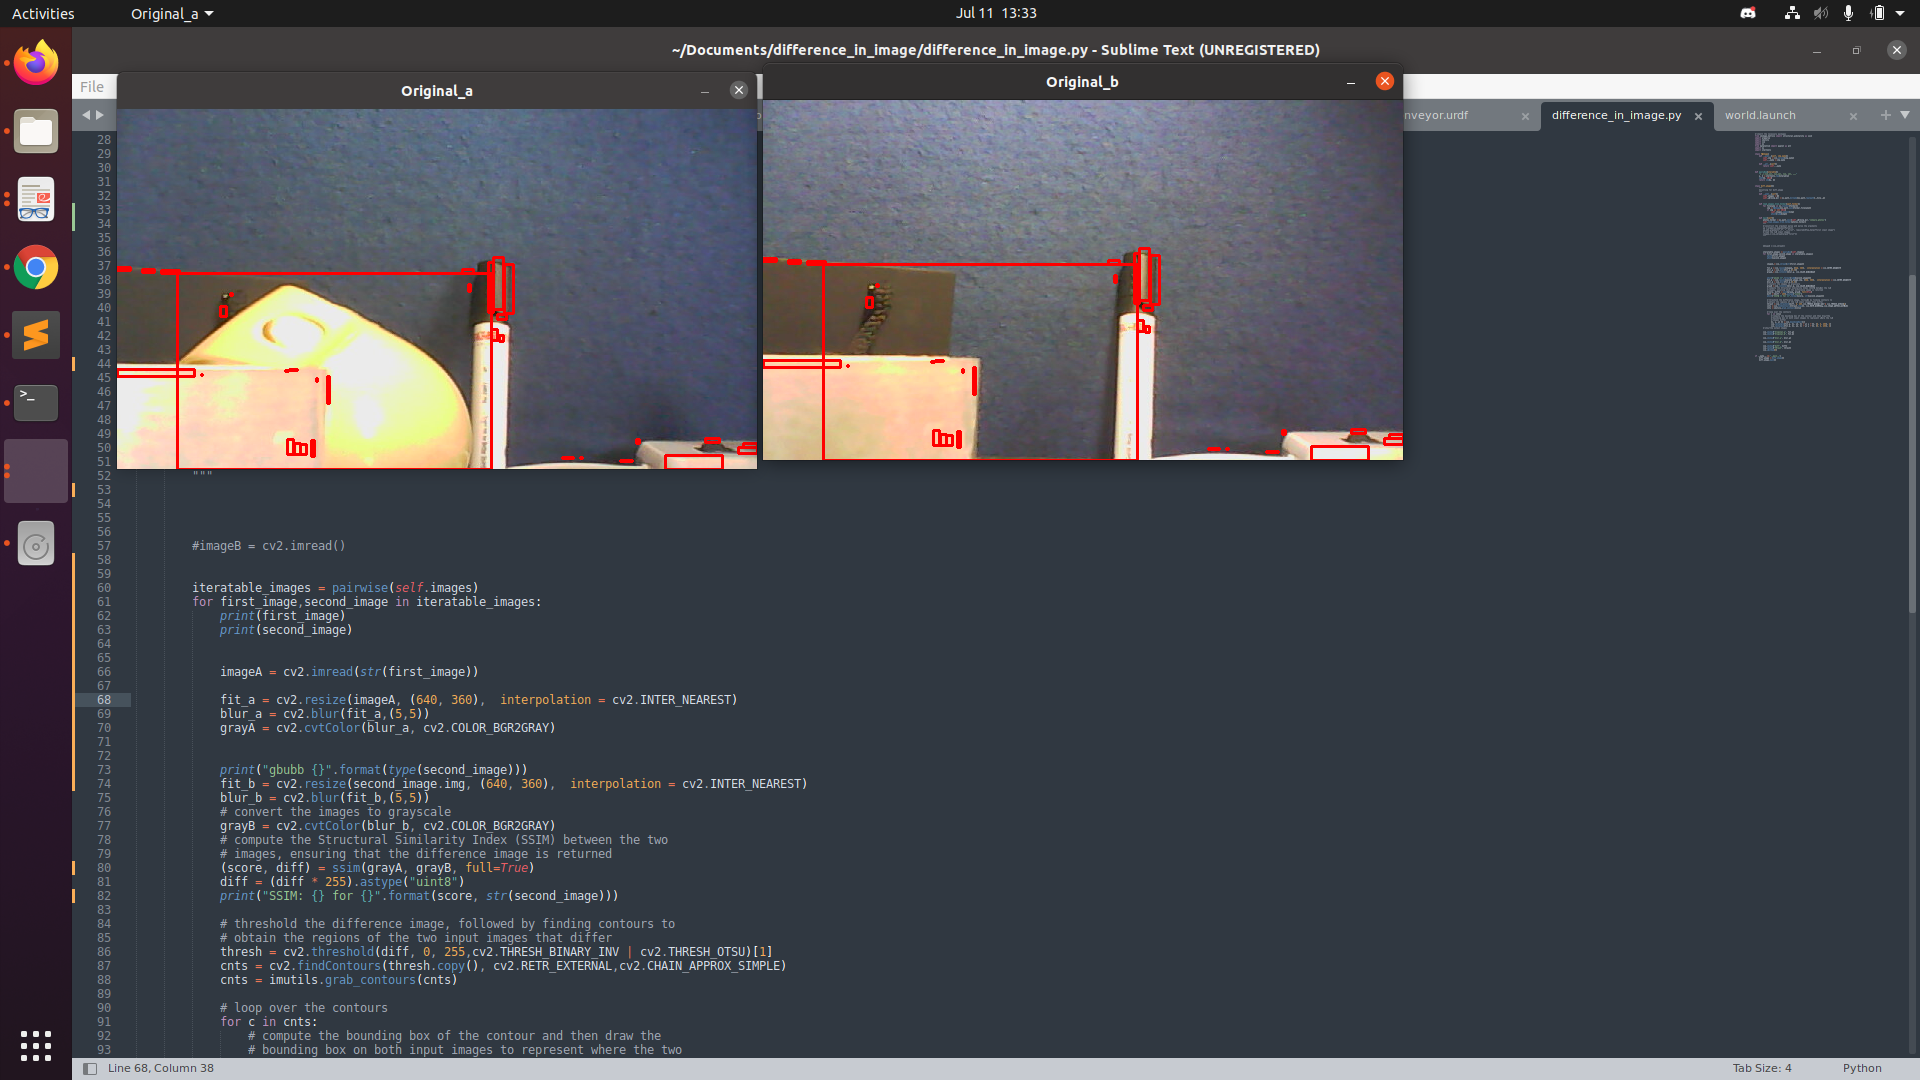 Activities
Original_a
Jul 11 13:33
~/Documents/difference_in_image/difference_in_image.py - Sublime Text (UNREGISTERED)
File
Original_a
Original_b
nveyor.urdf
difference_in_image.py
world.launch
28
29
30
31
32
33
34
35
36
37
38
39
40
41
42
43
44
45
46
47
48
49
50
51
52 """
53
54
55
56
57 #imageB = cv2.imread()
58
59
60 iteratable_images = pairwise(self.images)
61 for first_image,second_image in iteratable_images:
62 print(first_image)
63 print(second_image)
64
65
66 imageA = cv2.imread(str(first_image))
67
68 fit_a = cv2.resize(imageA, (640, 360),  interpolation = cv2.INTER_NEAREST)
69 blur_a = cv2.blur(fit_a,(5,5))
70 grayA = cv2.cvtColor(blur_a, cv2.COLOR_BGR2GRAY)
71
72
73 print("gbubb {}".format(type(second_image)))
74 fit_b = cv2.resize(second_image.img, (640, 360),  interpolation = cv2.INTER_NEAREST)
75 blur_b = cv2.blur(fit_b,(5,5))
76 # convert the images to grayscale
77 grayB = cv2.cvtColor(blur_b, cv2.COLOR_BGR2GRAY)
78 # compute the Structural Similarity Index (SSIM) between the two
79 # images, ensuring that the difference image is returned
80 (score, diff) = ssim(grayA, grayB, full=True)
81 diff = (diff * 255).astype("uint8")
82 print("SSIM: {} for {}".format(score, str(second_image)))
83
84 # threshold the difference image, followed by finding contours to
85 # obtain the regions of the two input images that differ
86 thresh = cv2.threshold(diff, 0, 255,cv2.THRESH_BINARY_INV | cv2.THRESH_OTSU)[1]
87 cnts = cv2.findContours(thresh.copy(), cv2.RETR_EXTERNAL,cv2.CHAIN_APPROX_SIMPLE)
88 cnts = imutils.grab_contours(cnts)
89
90 # loop over the contours
91 for c in cnts:
92 # compute the bounding box of the contour and then draw the
93 # bounding box on both input images to represent where the two
Line 68, Column 38
Tab Size: 4
Python